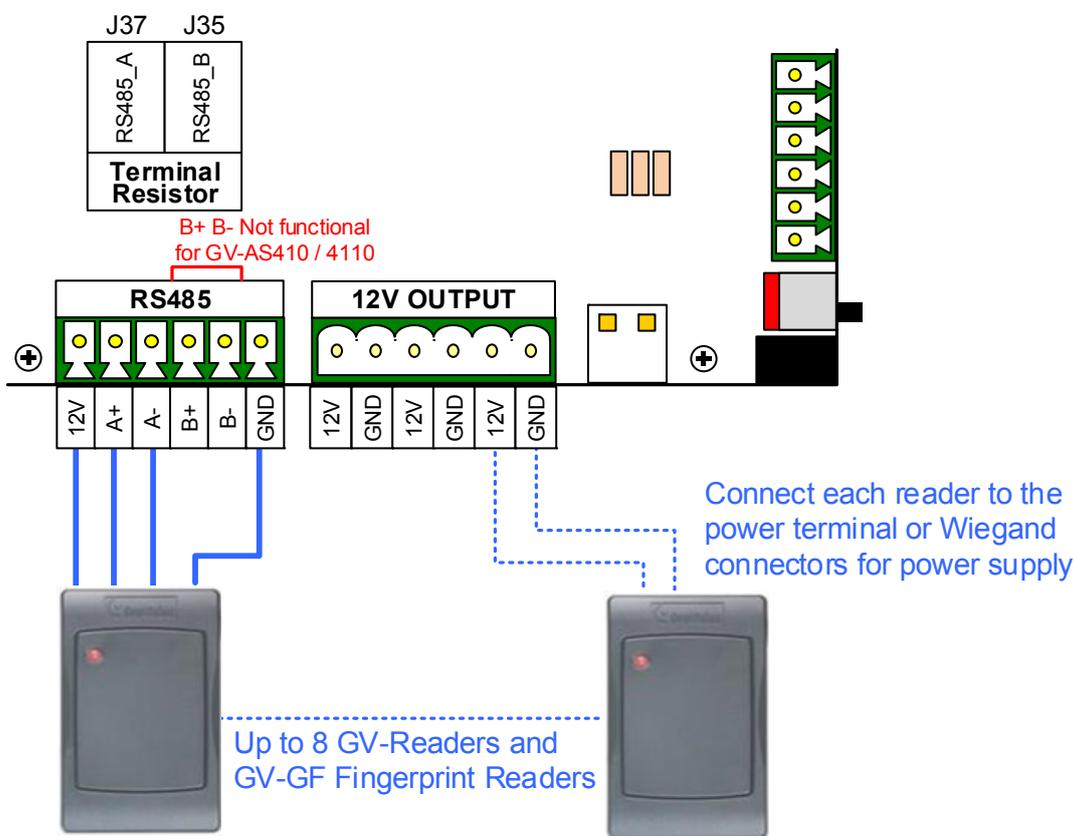 J37 J35
RS485_A
RS485_B
Terminal
Resistor
B+ B- Not functional
for GV-AS410 / 4110
RS485
12V OUTPUT
12V A+ A- B+ B- GND
12V GND 12V GND 12V GND
Connect each reader to the
power terminal or Wiegand
connectors for power supply
Up to 8 GV-Readers and
GV-GF Fingerprint Readers